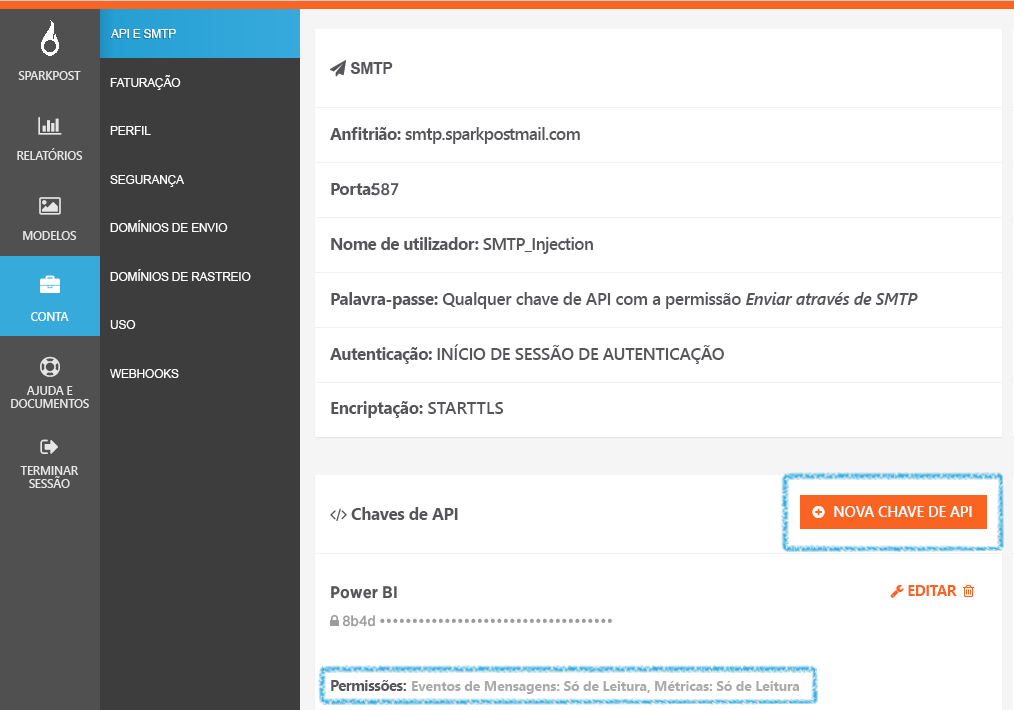 SPARKPOST
RELATÓRIOS
MODELOS
CONTA
AJUDA E
DOCUMENTOS
TERMINAR
SESSÃO
API E SMTP
FATURAÇÃO
PERFIL
SEGURANÇA
DOMÍNIOS DE ENVIO
DOMÍNIOS DE RASTREIO
USO
WEBHOOKS
SMTP
Anfitrião: smtp.sparkpostmail.com
Porta:587
Nome de utilizador: SMTP_Injection
Palavra-passe: Qualquer chave de API com a permissão Enviar através de SMTP
Autenticação: INÍCIO DE SESSÃO DE AUTENTICAÇÃO
Encriptação: STARTTLS
</> Chaves de API
NOVA CHAVE DE API
Power BI
EDITAR
8b4d ••••••••••••••••••••••••••••••••••••
Permissões: Eventos de Mensagens: Só de Leitura, Métricas: Só de Leitura